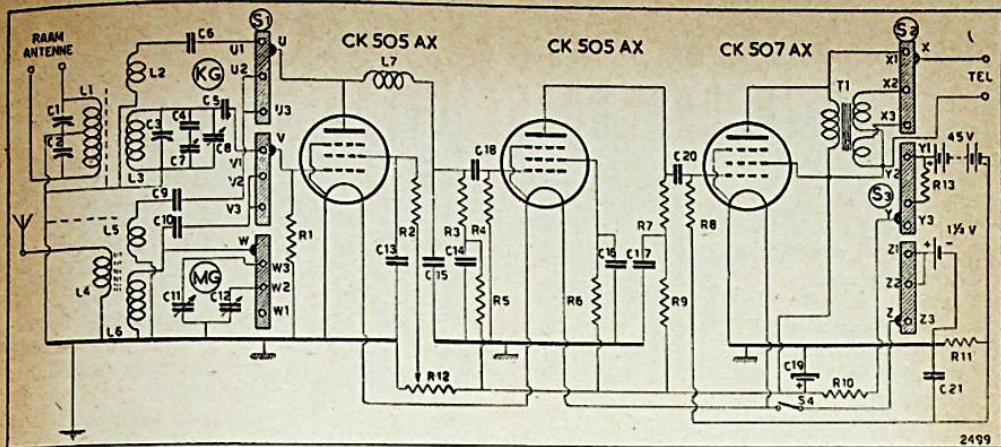 RAAM
ANTENNE
S1
C6
U
U1
U2
U3
CK 505 AX
CK 505 AX
CK 507 AX
S2
X
X1
X2
X3
TEL
T1
L1
L2
L3
KG
C1
C2
C3
C4
C5
C7
C8
V
V1
V2
V3
L7
C18
C20
R7
R8
Y1
Y2
Y
Y3
S3
45 V
R13
C9
C10
L5
L4
L6
MG
C11
C12
W
W3
W2
W1
R1
C13
R2
R3
R4
C15
C14
R5
R6
C16
C17
R9
1½ V
+
-
Z1
Z2
Z
Z3
R12
C19
+
R10
S4
R11
C21
2499